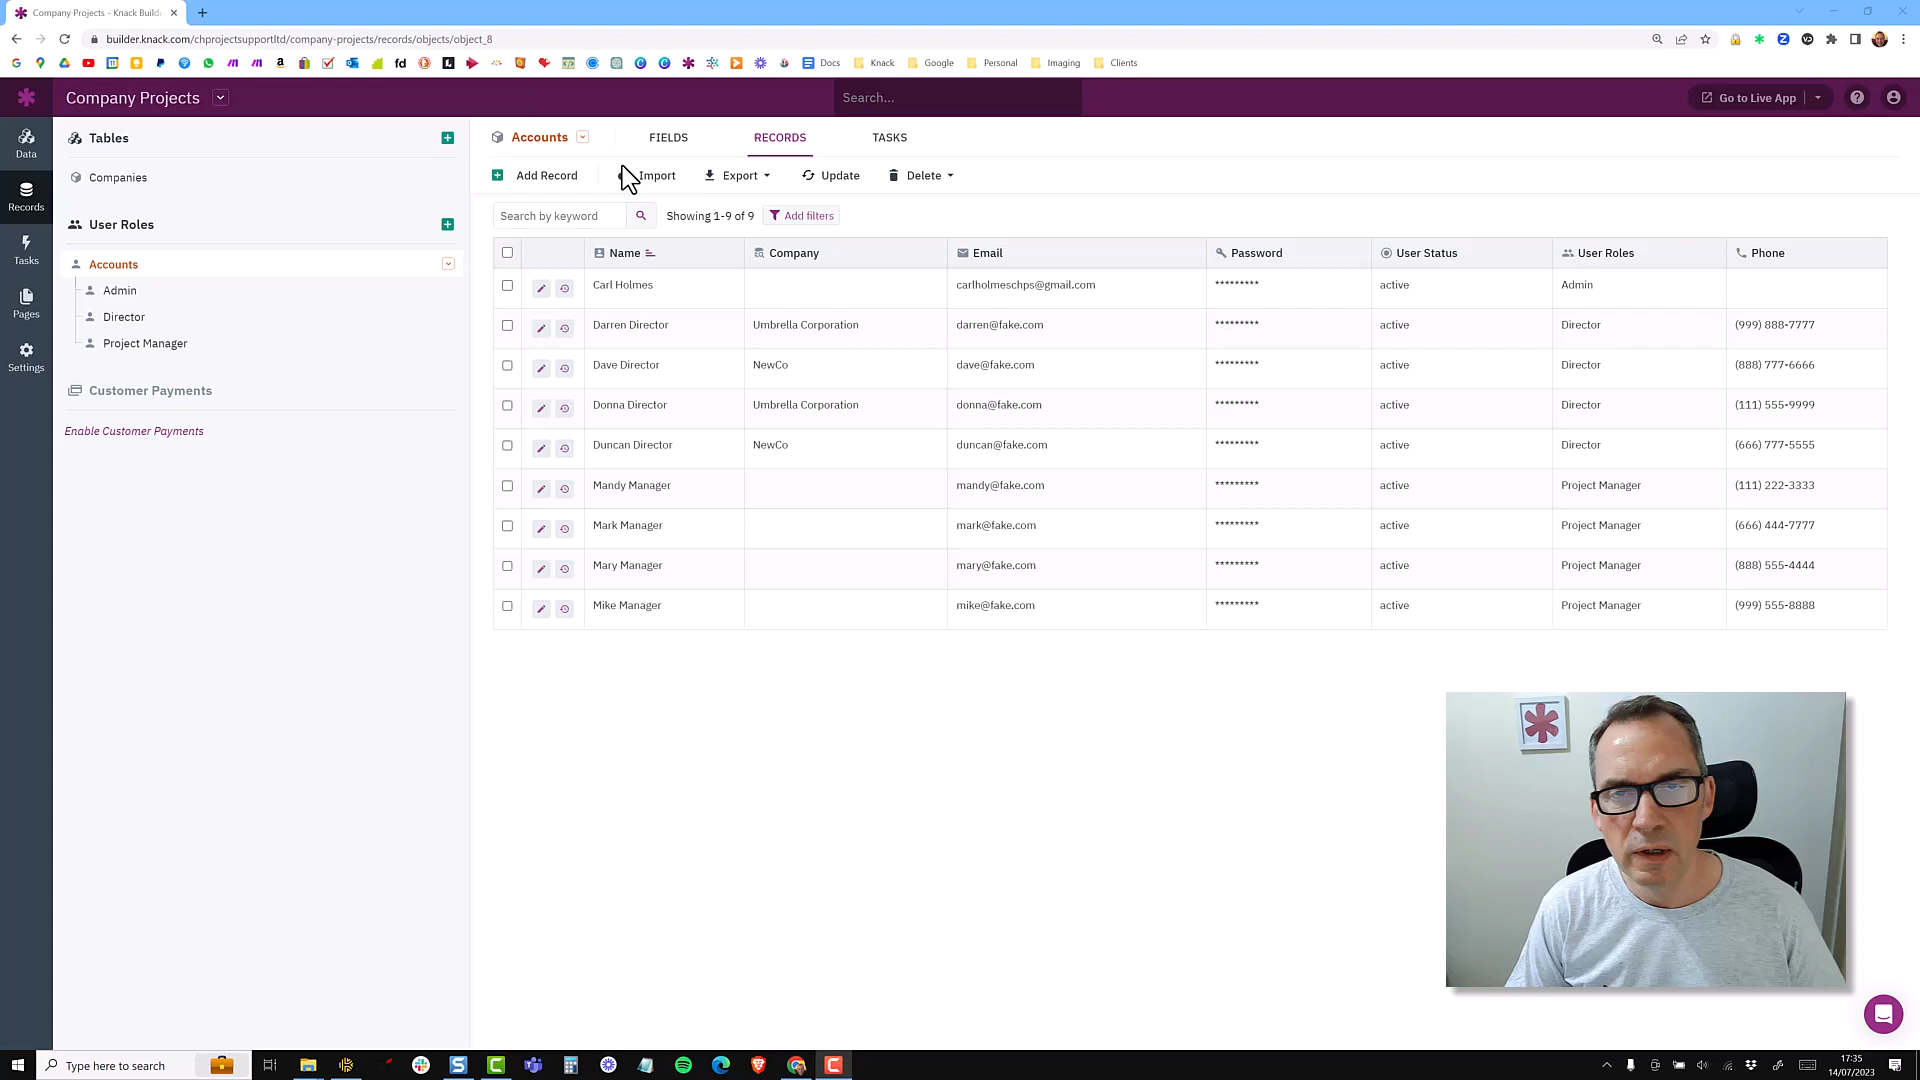 Company Projects - Knack Builde
builder.knack.com/chprojectsupportltd/company-projects/records/objects/object_8
Docs Knack Google Personal Imaging Clients
Company Projects Search... Go to Live App
Data
Records
Tasks
Pages
Settings
Tables
Companies
User Roles
Accounts
Admin
Director
Project Manager
Customer Payments
Enable Customer Payments
Accounts FIELDS RECORDS TASKS
Add Record Import Export Update Delete
Search by keyword Showing 1-9 of 9 Add filters
Name Company Email Password User Status User Roles Phone
Carl Holmes carlholmeschps@gmail.com ********* active Admin
Darren Director Umbrella Corporation darren@fake.com ********* active Director (999) 888-7777
Dave Director NewCo dave@fake.com ********* active Director (888) 777-6666
Donna Director Umbrella Corporation donna@fake.com ********* active Director (111) 555-9999
Duncan Director NewCo duncan@fake.com ********* active Director (666) 777-5555
Mandy Manager mandy@fake.com ********* active Project Manager (111) 222-3333
Mark Manager mark@fake.com ********* active Project Manager (666) 444-7777
Mary Manager mary@fake.com ********* active Project Manager (888) 555-4444
Mike Manager mike@fake.com ********* active Project Manager (999) 555-8888
Type here to search
17:35
14/07/2023